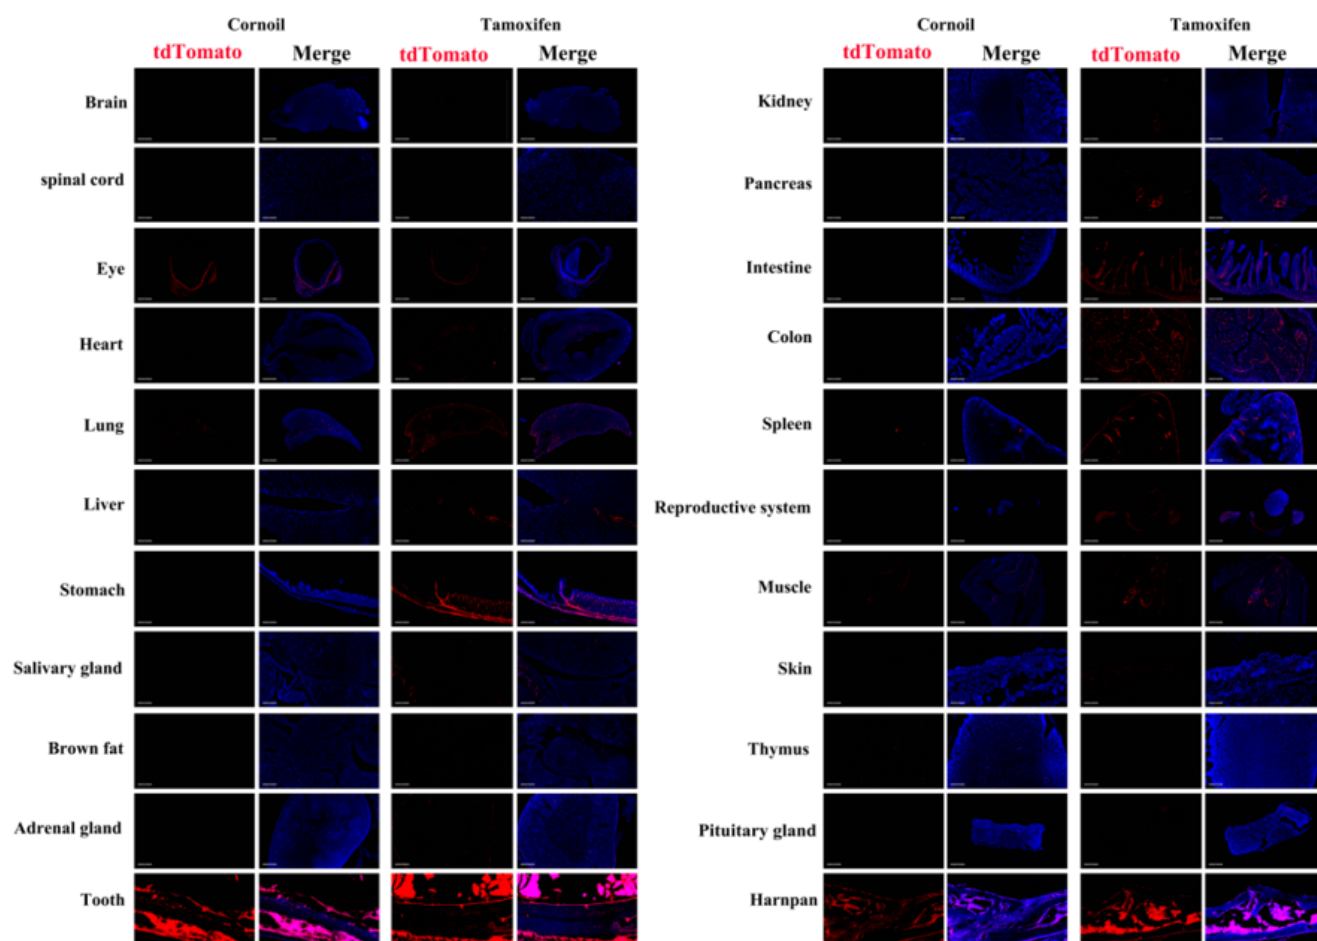 Cornoil Tamoxifen Cornoil Tamoxifen
tdTomato Merge tdTomato Merge tdTomato Merge tdTomato Merge
Brain Kidney
spinal cord Pancreas
Eye Intestine
Heart Colon
Lung Spleen
Liver Reproductive system
Stomach Muscle
Salivary gland Skin
Brown fat Thymus
Adrenal gland Pituitary gland
Tooth Harnpan